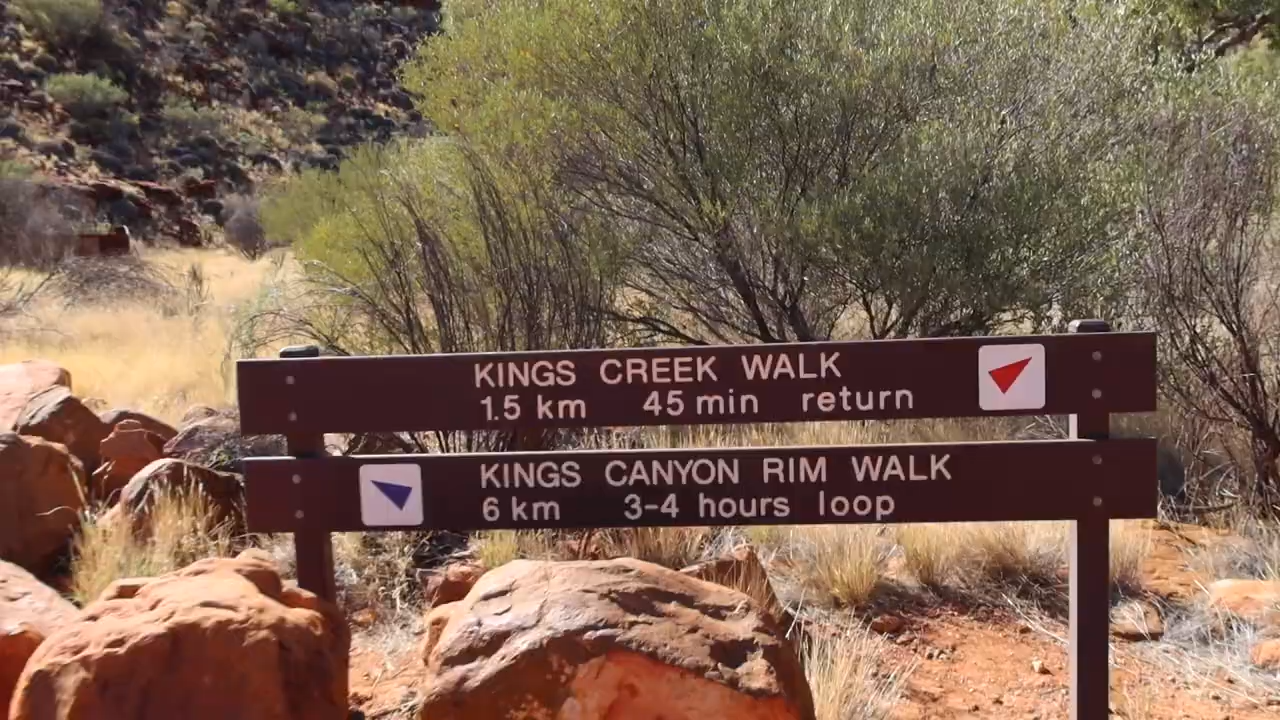 KINGS CREEK WALK
1.5 km 45 min return
KINGS CANYON RIM WALK
6 km 3-4 hours loop